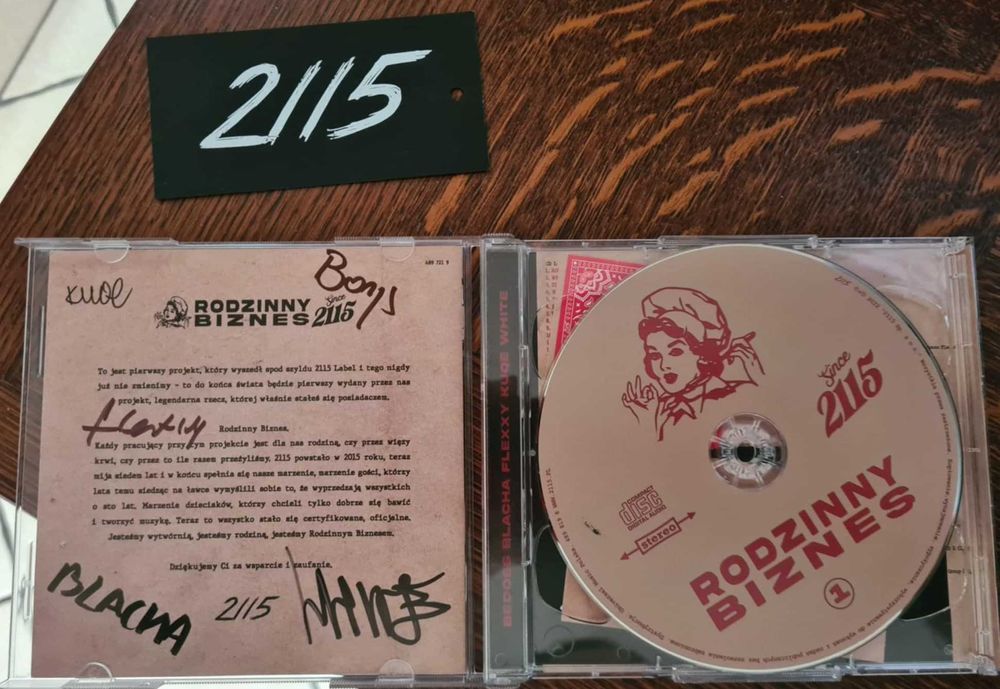 2115
kuqe
RODZINNY
BIZNES
Since
2115
To jest pierwszy projekt, który wyszedł spod szyldu 2115 Label i tego nigdy
już nie zmienimy - to do końca świata będzie pierwszy wydany przez nas
projekt, legendarna rzecz, której właśnie stałeś się posiadaczem.
Rodzinny Biznes.
Każdy pracujący przy tym projekcie jest dla nas rodziną, czy przez więzy
krwi, czy przez to ile razem przeżyliśmy. 2115 powstało w 2015 roku, teraz
mija siedem lat i w końcu spełnia się nasze marzenie, marzenie gości, którzy
lata temu siedząc na ławce wymyślili sobie to, że wyprzedzają wszystkich
o sto lat. Marzenie dzieciaków, którzy chcieli tylko dobrze się bawić
i tworzyć muzykę. Teraz to wszystko stało się certyfikowane, oficjalne.
Jesteśmy wytwórnią, jesteśmy rodziną, jesteśmy Rodzinnym Biznesem.
Dziękujemy Ci za wsparcie i zaufanie.
BLACHA
2115
BEDOES BLACHA FLEXXY KUQE WHITE
Since
2115
COMPACT
disc
DIGITAL AUDIO
stereo
RODZINNY
BIZNES
1